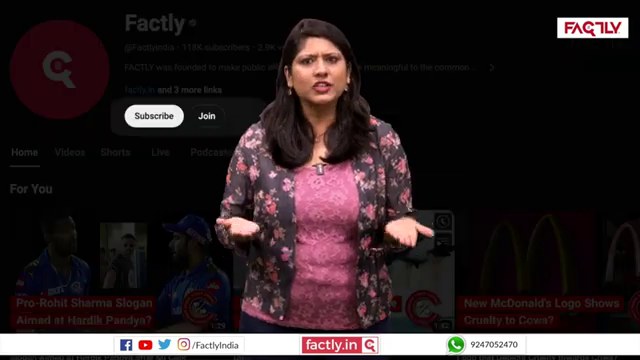 Factly
FACTLY
@FactlyIndia
118K subscribers
FACTLY was founded to make public
meaningful to the common...
factly.in and 3 more links
Subscribe
Join
Home
Videos
Shorts
Live
Podcasts
For You
Pro-Rohit Sharma Slogan
Aimed at Hardik Pandya?
New McDonald's Logo Shows
Cruelty to Cows?
/FactlyIndia
factly.in
9247052470